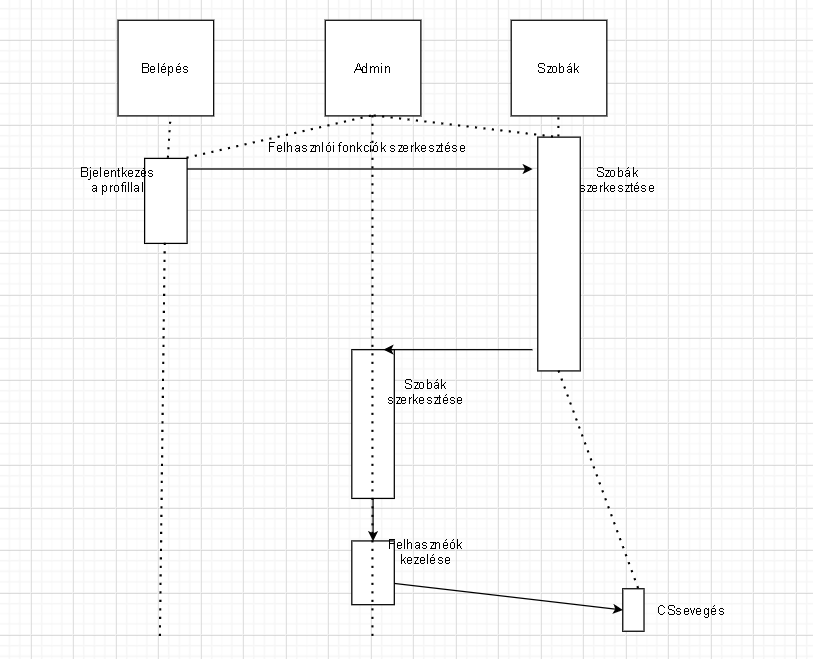 Belépés
Admin
Szobák
Felhasznlói fonkciók szerkesztése
Bjelentkezés
a profillal
Szobák
szerkesztése
Szobák
szerkesztése
Felhasznéók
kezelése
CSsevegés